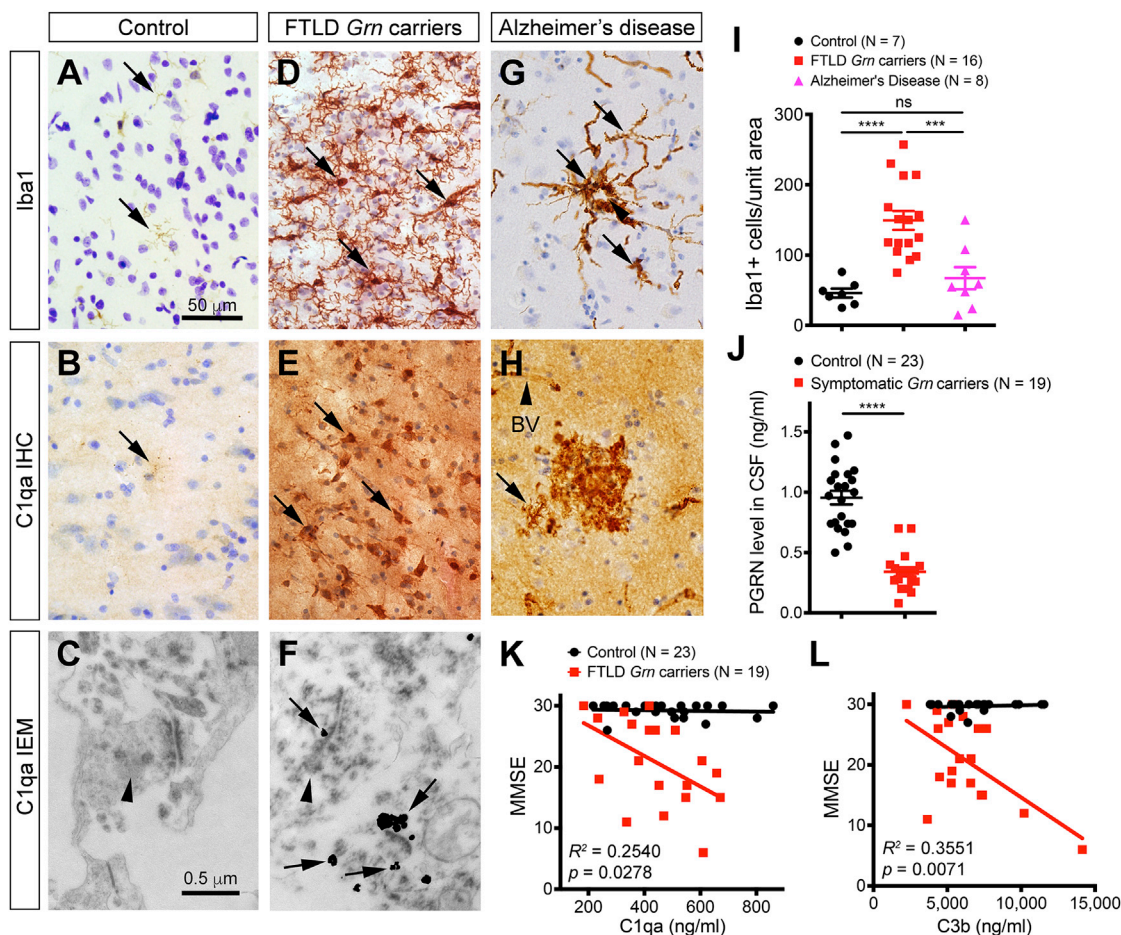 Control
FTLD Grn carriers
Alzheimer's disease
Iba1
A
50 μm
D
G
C1qa IHC
B
E
H
BV
C1qa IEM
C
0.5 μm
F
I
Control (N = 7)
FTLD Grn carriers (N = 16)
Alzheimer's Disease (N = 8)
ns
**** ***
Iba1+ cells/unit area
300
200
100
0
J
Control (N = 23)
Symptomatic Grn carriers (N = 19)
****
PGRN level in CSF (ng/ml)
1.5
1.0
0.5
0.0
K
Control (N = 23)
FTLD Grn carriers (N = 19)
MMSE
30
20
10
0
R² = 0.2540
p = 0.0278
200 400 600 800
C1qa (ng/ml)
L
MMSE
30
20
10
0
R² = 0.3551
p = 0.0071
0 5,000 10,000 15,000
C3b (ng/ml)